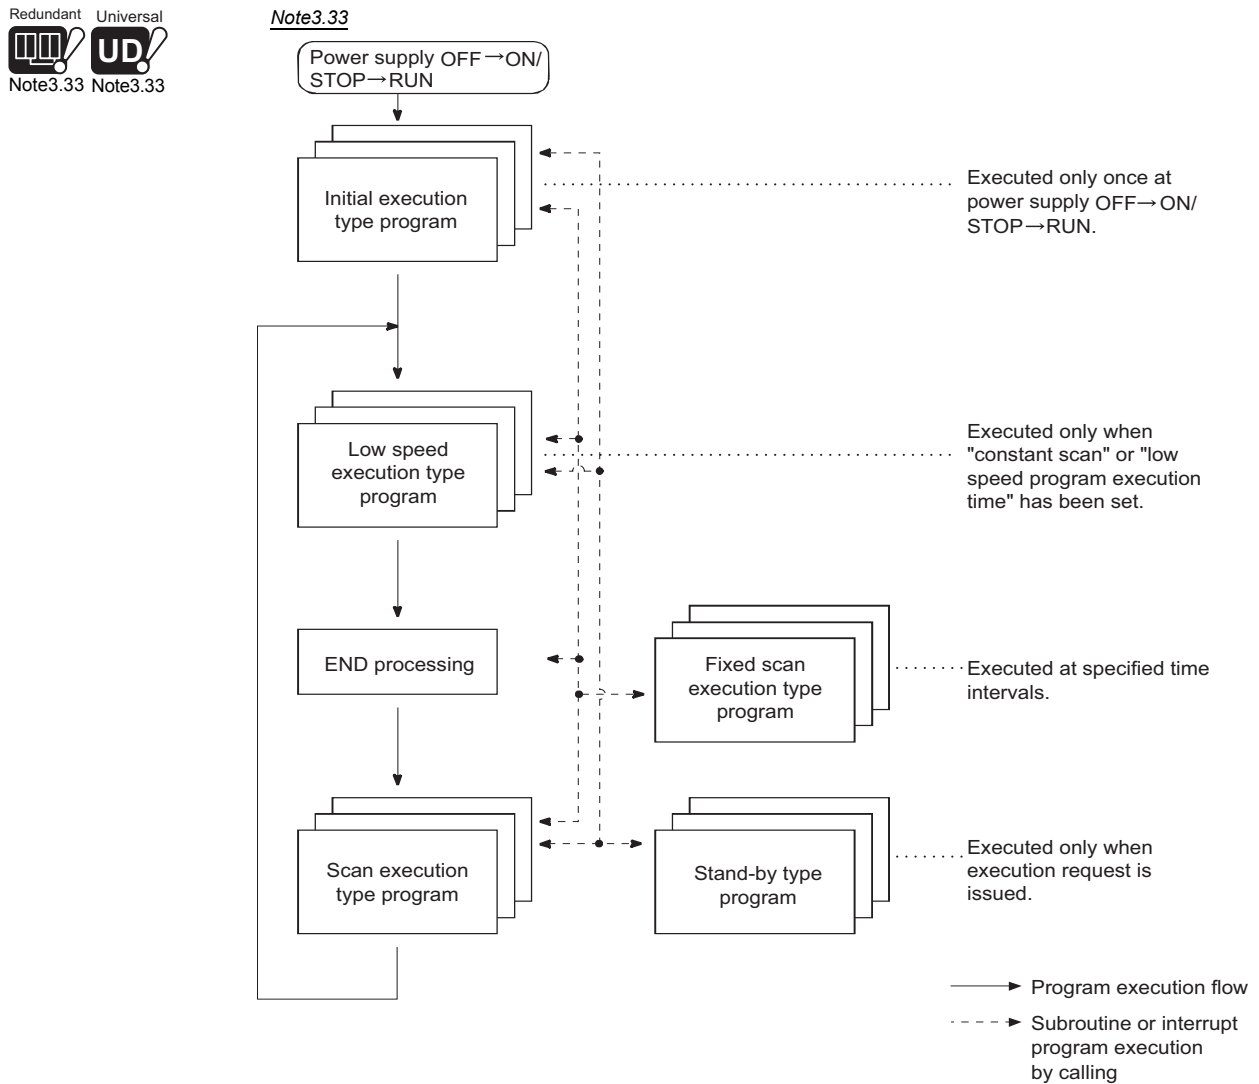 Redundant
Universal
UD
Note3.33
Note3.33
Note3.33
Power supply OFF→ON/
STOP→RUN
Initial execution
type program
Executed only once at
power supply OFF→ON/
STOP→RUN.
Low speed
execution type
program
Executed only when
"constant scan" or "low
speed program execution
time" has been set.
END processing
Fixed scan
execution type
program
Executed at specified time
intervals.
Scan execution
type program
Stand-by type
program
Executed only when
execution request is
issued.
Program execution flow
Subroutine or interrupt
program execution
by calling